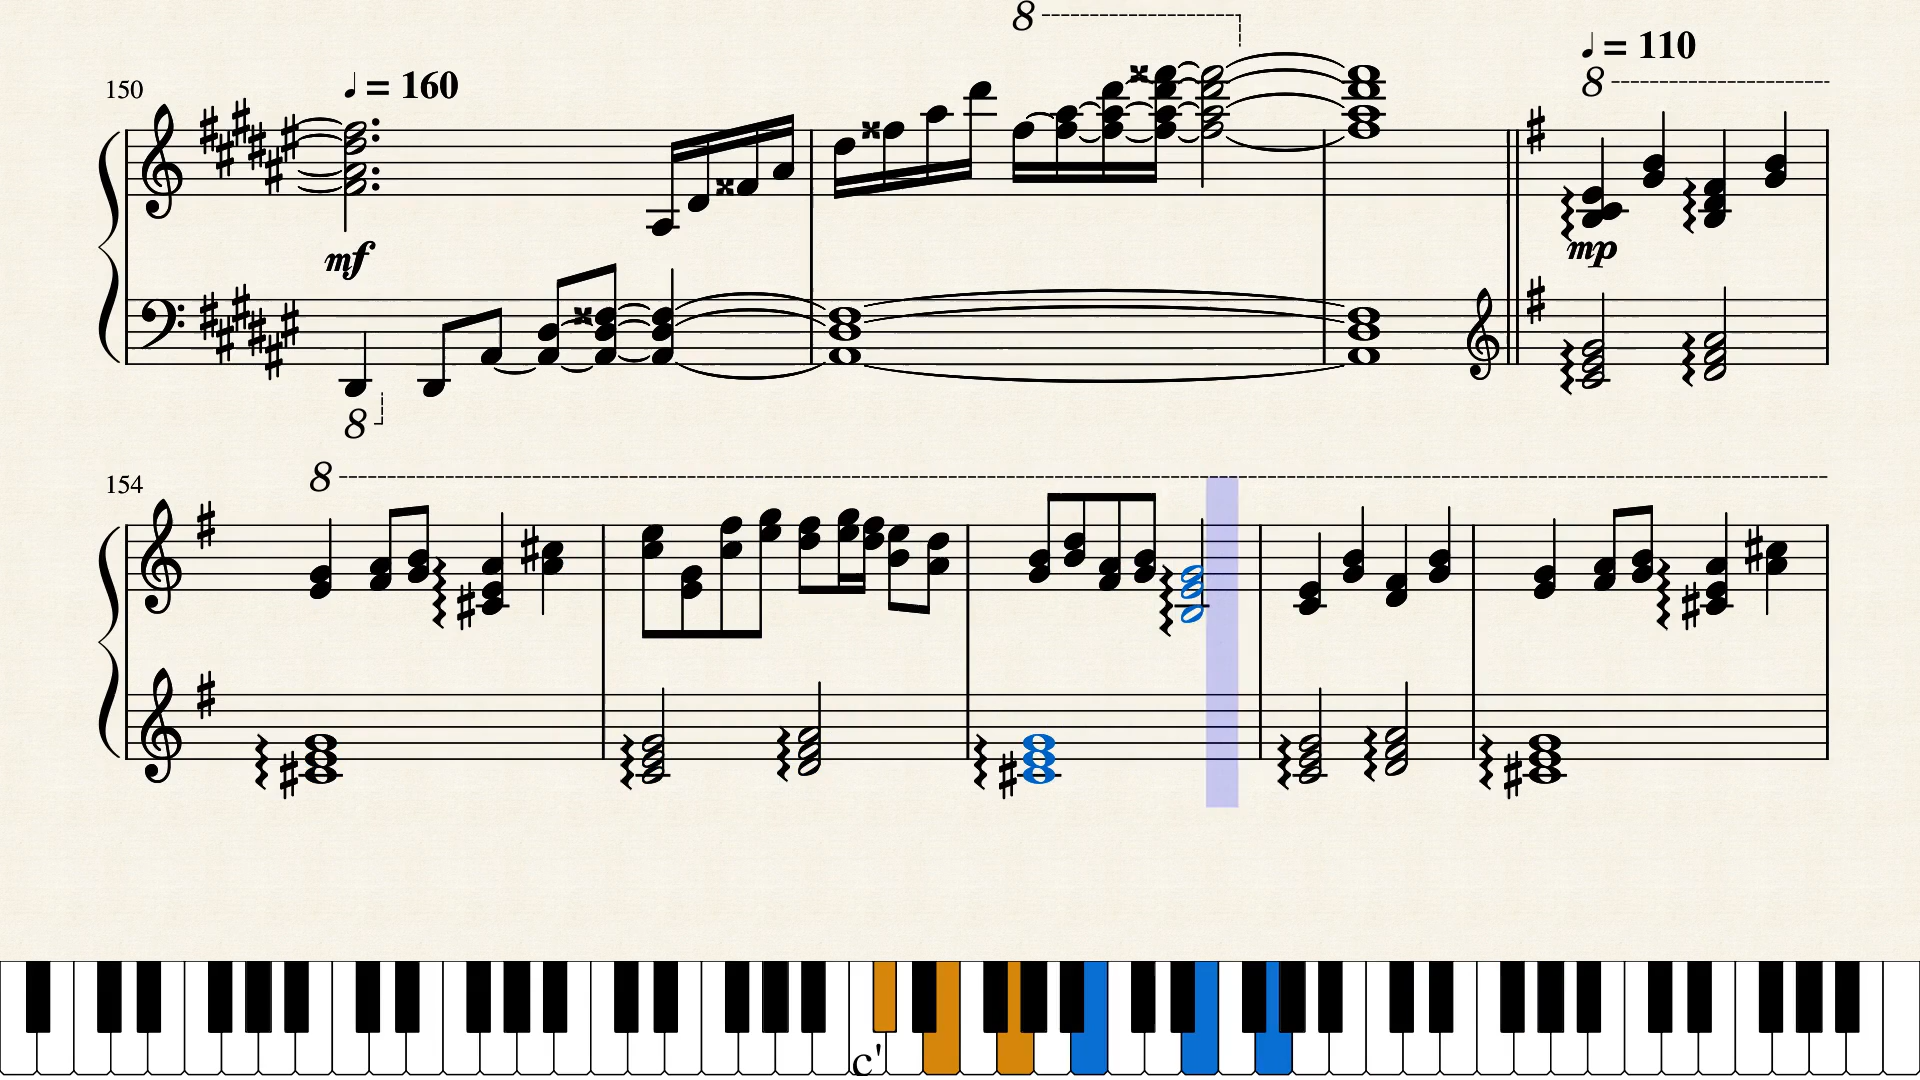 8
♩ = 110
150
♩ = 160
8
mf
mp
8
154
8
c'